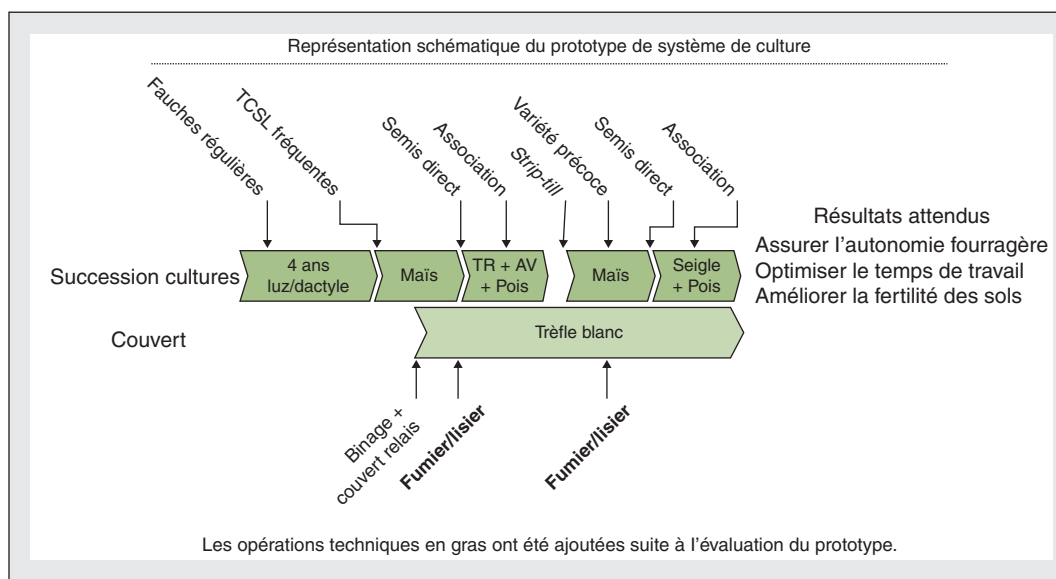 Représentation schématique du prototype de système de culture
Fauches régulières
TCSL fréquentes
Semis direct
Association
Strip-till
Variété précoce
Semis direct
Association
Résultats attendus
Assurer l'autonomie fourragère
Optimiser le temps de travail
Améliorer la fertilité des sols
Succession cultures
4 ans
luz/dactyle
Maïs
TR + AV
+ Pois
Maïs
Seigle
+ Pois
Couvert
Trèfle blanc
Binage +
couvert relais
Fumier/lisier
Fumier/lisier
Les opérations techniques en gras ont été ajoutées suite à l'évaluation du prototype.